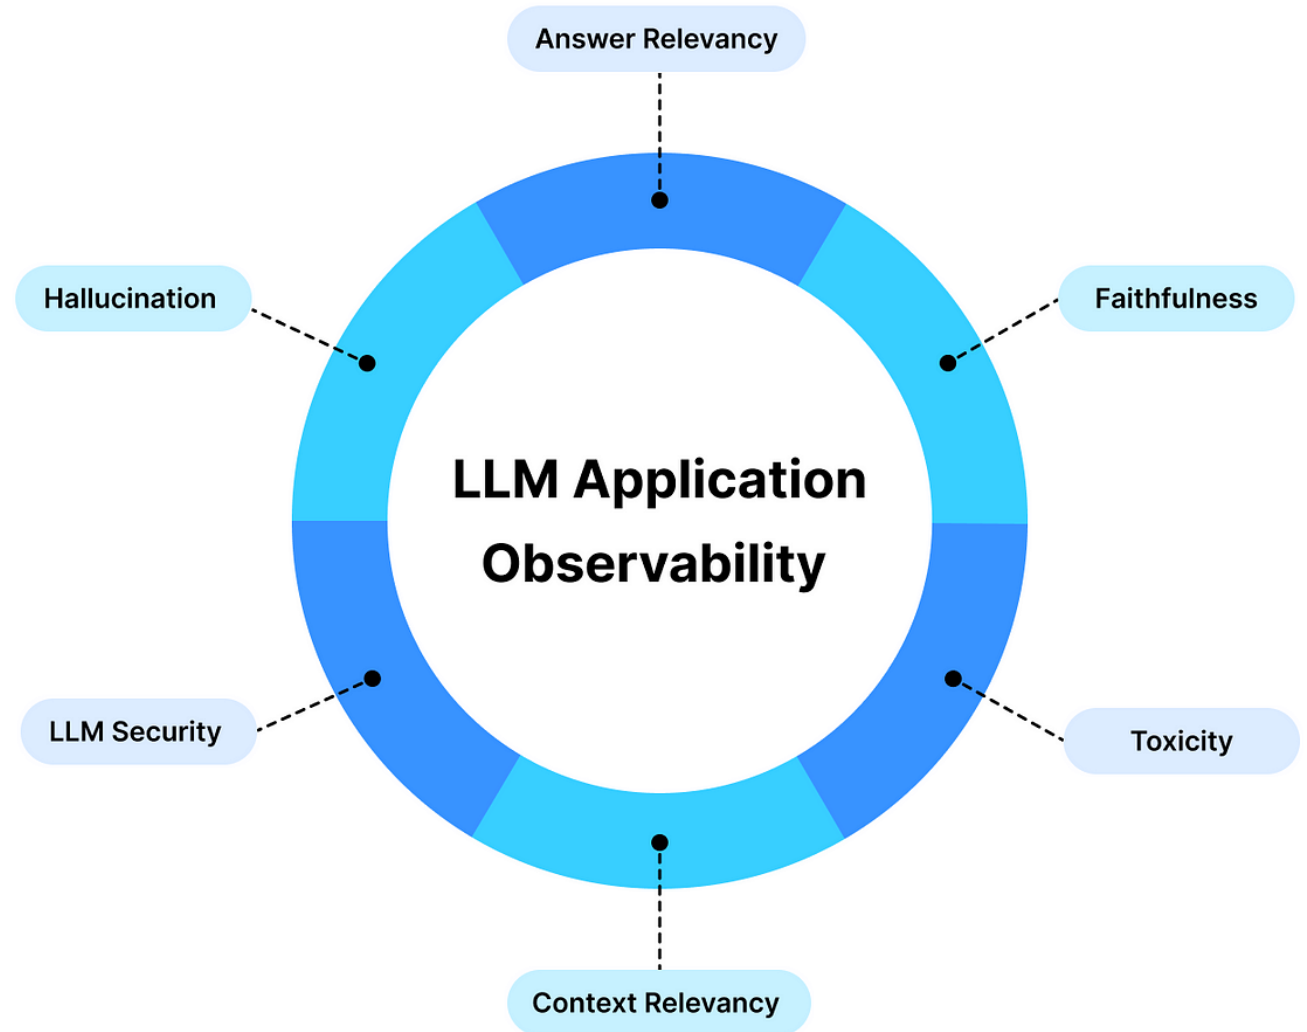 Answer Relevancy
Hallucination
Faithfulness
LLM Application
Observability
LLM Security
Toxicity
Context Relevancy